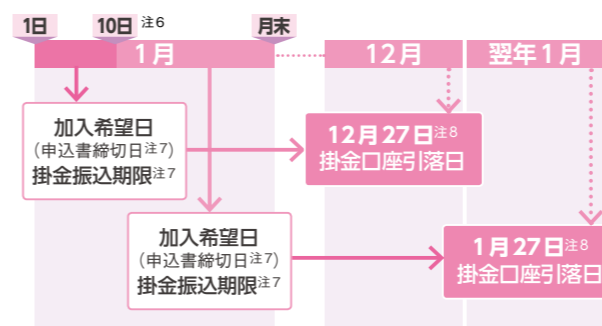 1日
10日 注6
月末
1月
12月
翌年1月
加入希望日
(申込書締切日注7)
掛金振込期限注7
12月27日注8
掛金口座引落日
加入希望日
(申込書締切日注7)
掛金振込期限注7
1月27日注8
掛金口座引落日